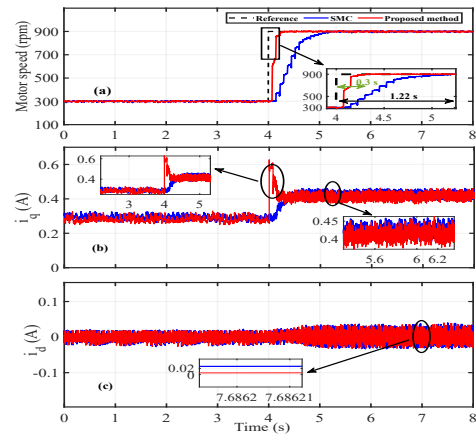 Reference SMC Proposed method
Motor speed (rpm)
900
700
500
300
100
(a)
900
700
500
300
0.3 s
1.22 s
4 4.5 5
0 1 2 3 4 5 6 7 8
i_q (A)
0.6
0.4
0.2
0
(b)
0.4
3 4 5
0.45
0.4
5.6 6 6.2
0 1 2 3 4 5 6 7 8
i_d (A)
0.1
0
-0.1
(c)
0.02
0
7.6862 7.68621
0 1 2 3 4 5 6 7 8
Time (s)